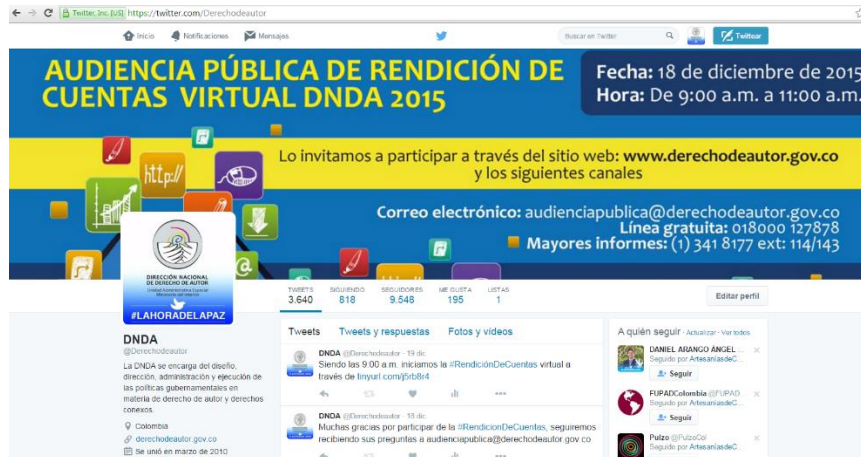 Twitter, Inc. [US] https://twitter.com/Derechodeautor
Inicio Notificaciones Mensajes Buscar en Twitter Twittear
AUDIENCIA PÚBLICA DE RENDICIÓN DE
CUENTAS VIRTUAL DNDA 2015
Fecha: 18 de diciembre de 2015
Hora: De 9:00 a.m. a 11:00 a.m.
Lo invitamos a participar a través del sitio web: www.derechodeautor.gov.co
y los siguientes canales
http://
Correo electrónico: audienciapublica@derechodeautor.gov.co
Línea gratuita: 018000 127878
Mayores informes: (1) 341 8177 ext: 114/143
@
DIRECCIÓN NACIONAL
DE DERECHO DE AUTOR
Unidad Administrativa Especial
Ministerio del Interior
#LAHORADELAPAZ
TWEETS SIGUIENDO SEGUIDORES ME GUSTA LISTAS
3.640 818 9.548 195 1
Editar perfil
DNDA
@Derechodeautor
La DNDA se encarga del diseño,
dirección, administración y ejecución de
las políticas gubernamentales en
materia de derecho de autor y derechos
conexos.
Colombia
derechodeautor.gov.co
Se unió en marzo de 2010
Tweets Tweets y respuestas Fotos y vídeos
DNDA @Derechodeautor · 19 dic.
Siendo las 9:00 a.m. iniciamos la #RendiciónDeCuentas virtual a
través de tinyurl.com/j5rb8r4
DNDA @Derechodeautor · 18 dic.
Muchas gracias por participar de la #RendicionDeCuentas, seguiremos
recibiendo sus preguntas a audienciapublica@derechodeautor.gov.co
A quién seguir · Actualizar · Ver todos
DANIEL ARANGO ÁNGEL
Seguido por ArtesaníasdeC...
Seguir
FUPADColombia @FUPAD
Seguido por ArtesaníasdeC...
Seguir
Pulzo @PulzoCol
Seguido por ArtesaníasdeC...